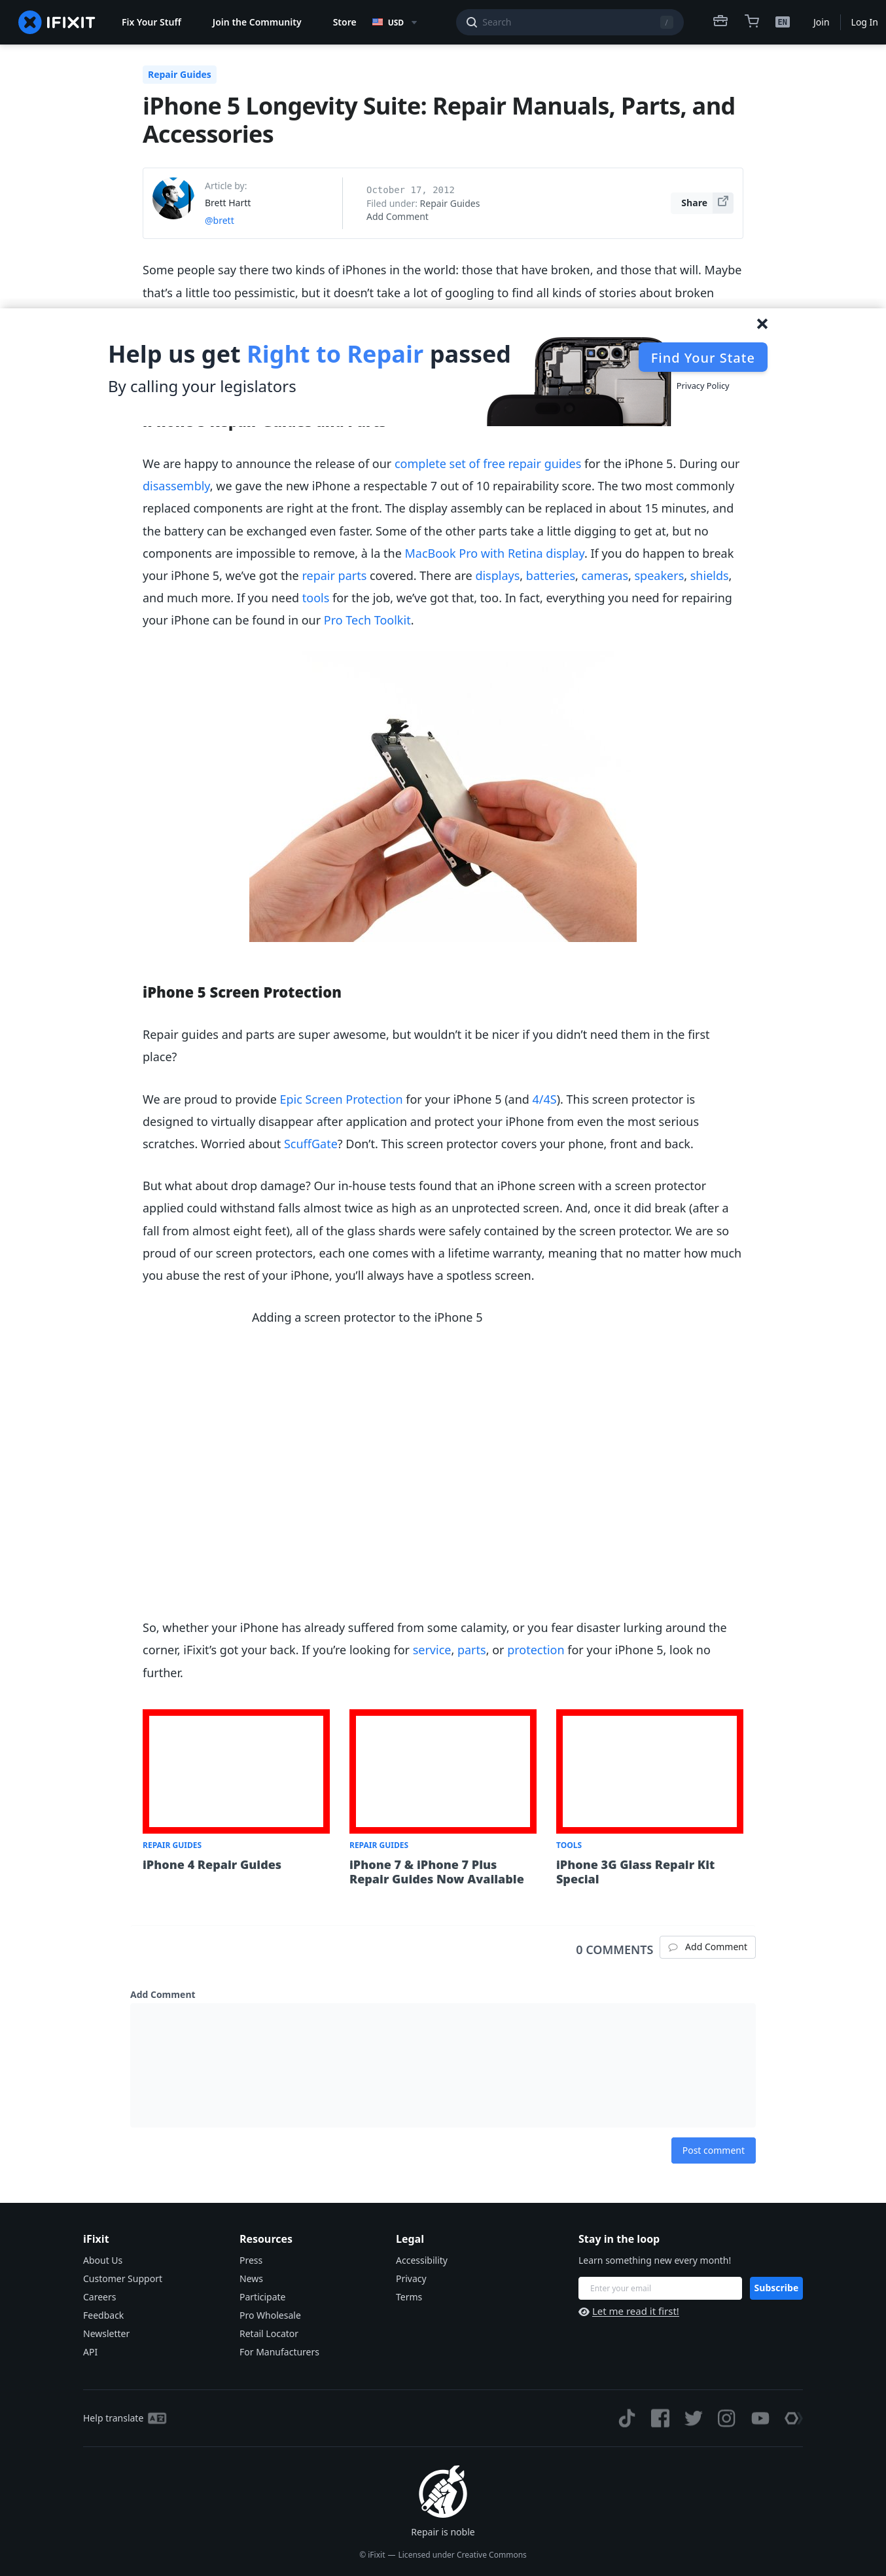 IFIXIT
Fix Your Stuff
Join the Community
Store
USD
Search
/
EN
Join
Log In
Repair Guides
iPhone 5 Longevity Suite: Repair Manuals, Parts, and
Accessories
Article by:
Brett Hartt
@brett
October 17, 2012
Filed under: Repair Guides
Add Comment
Share
Some people say there two kinds of iPhones in the world: those that have broken, and those that will. Maybe
that’s a little too pessimistic, but it doesn’t take a lot of googling to find all kinds of stories about broken
Help us get Right to Repair passed
By calling your legislators
Find Your State
Privacy Policy
We are happy to announce the release of our complete set of free repair guides for the iPhone 5. During our
disassembly, we gave the new iPhone a respectable 7 out of 10 repairability score. The two most commonly
replaced components are right at the front. The display assembly can be replaced in about 15 minutes, and
the battery can be exchanged even faster. Some of the other parts take a little digging to get at, but no
components are impossible to remove, à la the MacBook Pro with Retina display. If you do happen to break
your iPhone 5, we’ve got the repair parts covered. There are displays, batteries, cameras, speakers, shields,
and much more. If you need tools for the job, we’ve got that, too. In fact, everything you need for repairing
your iPhone can be found in our Pro Tech Toolkit.
iPhone 5 Screen Protection
Repair guides and parts are super awesome, but wouldn’t it be nicer if you didn’t need them in the first
place?
We are proud to provide Epic Screen Protection for your iPhone 5 (and 4/4S). This screen protector is
designed to virtually disappear after application and protect your iPhone from even the most serious
scratches. Worried about ScuffGate? Don’t. This screen protector covers your phone, front and back.
But what about drop damage? Our in-house tests found that an iPhone screen with a screen protector
applied could withstand falls almost twice as high as an unprotected screen. And, once it did break (after a
fall from almost eight feet), all of the glass shards were safely contained by the screen protector. We are so
proud of our screen protectors, each one comes with a lifetime warranty, meaning that no matter how much
you abuse the rest of your iPhone, you’ll always have a spotless screen.
Adding a screen protector to the iPhone 5
So, whether your iPhone has already suffered from some calamity, or you fear disaster lurking around the
corner, iFixit’s got your back. If you’re looking for service, parts, or protection for your iPhone 5, look no
further.
REPAIR GUIDES
iPhone 4 Repair Guides
REPAIR GUIDES
iPhone 7 & iPhone 7 Plus
Repair Guides Now Available
TOOLS
iPhone 3G Glass Repair Kit
Special
0 COMMENTS
Add Comment
Add Comment
Post comment
iFixit
About Us
Customer Support
Careers
Feedback
Newsletter
API
Resources
Press
News
Participate
Pro Wholesale
Retail Locator
For Manufacturers
Legal
Accessibility
Privacy
Terms
Stay in the loop
Learn something new every month!
Enter your email
Subscribe
Let me read it first!
Help translate
Repair is noble
© iFixit — Licensed under Creative Commons